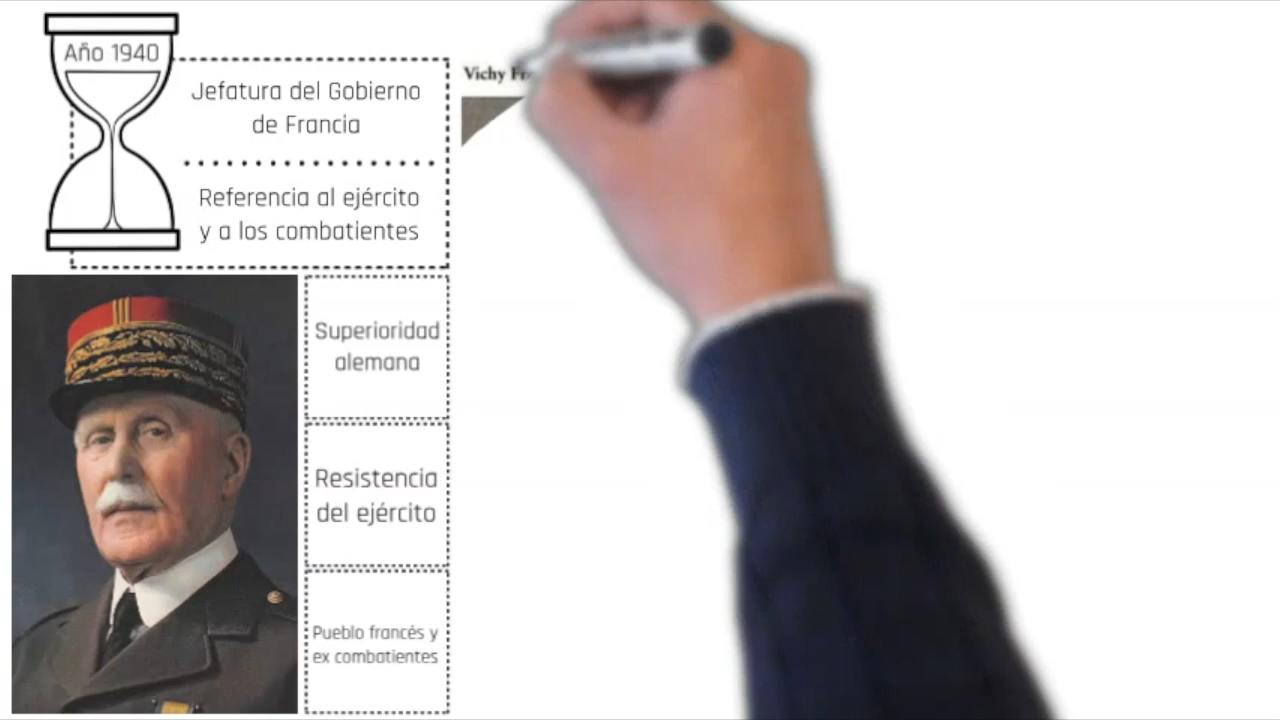 Año 1940
Jefatura del Gobierno
de Francia
Referencia al ejército
y a los combatientes
Vichy
Superioridad
alemana
Resistencia
del ejército
Pueblo francés y
ex combatientes